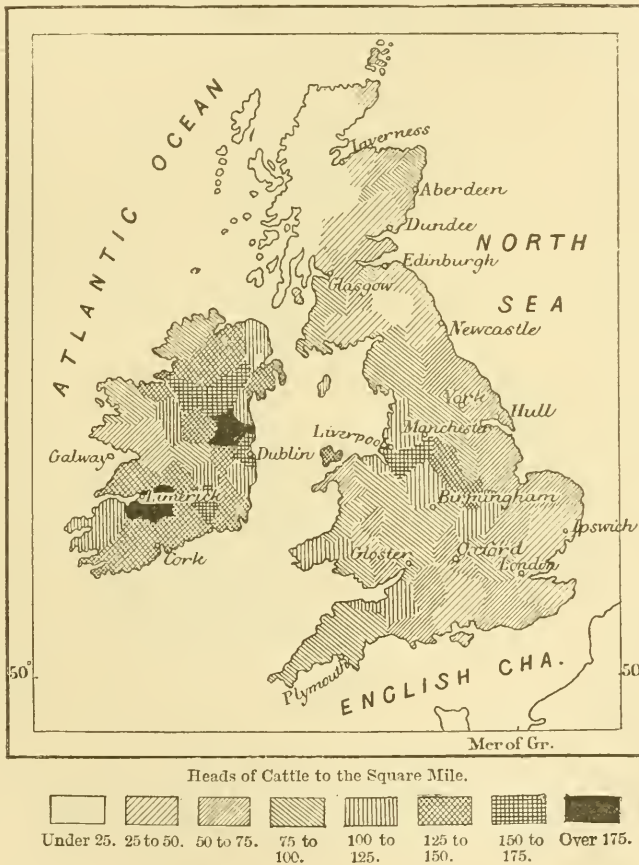 ATLANTIC OCEAN
Inverness
Aberdeen
Dundee
NORTH
Edinburgh
Glasgow
SEA
Newcastle
York
Hull
Manchester
Liverpool
Galway
Dublin
Limerick
Birmingham
Ipswich
Cork
Gloster
Oxford
London
50°
50
Plymouth
ENGLISH CHA.
Mer of Gr.
Heads of Cattle to the Square Mile.
Under 25. 25 to 50. 50 to 75. 75 to 100. 100 to 125. 125 to 150. 150 to 175. Over 175.